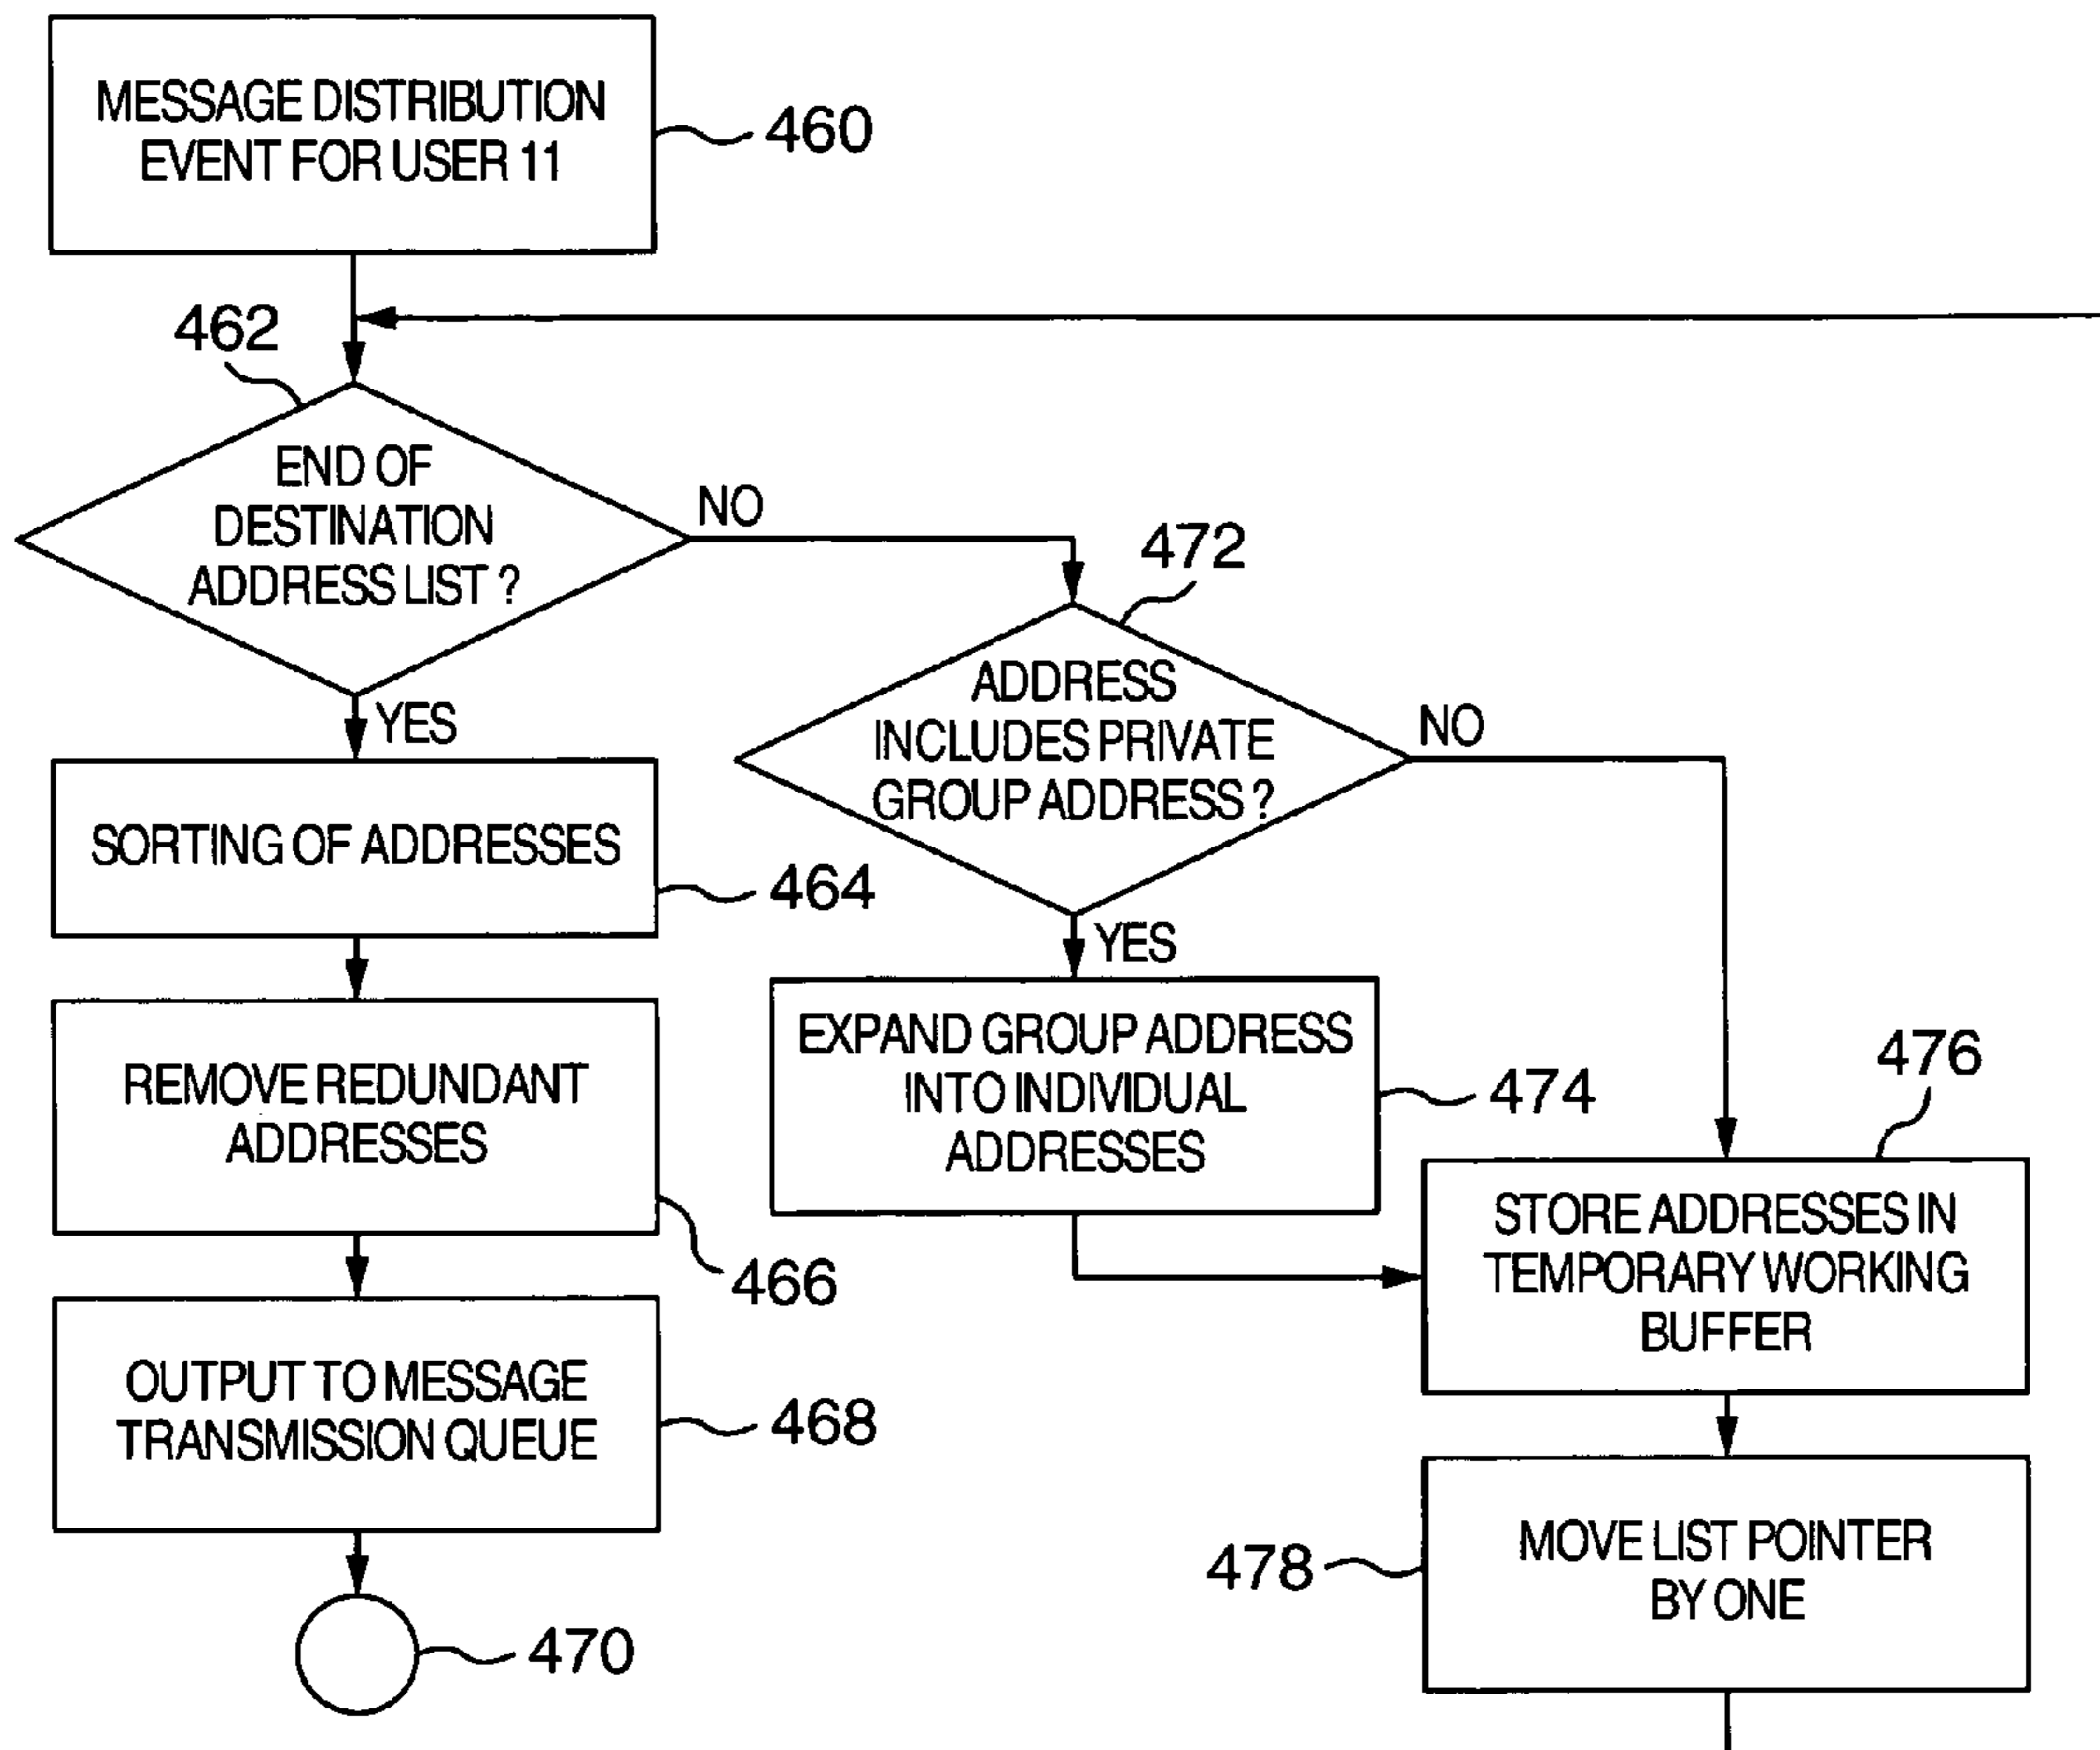 MESSAGE DISTRIBUTION
EVENT FOR USER 11
460
462
END OF
DESTINATION
ADDRESS LIST ?
NO
YES
472
ADDRESS
INCLUDES PRIVATE
GROUP ADDRESS ?
NO
YES
SORTING OF ADDRESSES
464
REMOVE REDUNDANT
ADDRESSES
466
EXPAND GROUP ADDRESS
INTO INDIVIDUAL
ADDRESSES
474
476
STORE ADDRESSES IN
TEMPORARY WORKING
BUFFER
OUTPUT TO MESSAGE
TRANSMISSION QUEUE
468
478
MOVE LIST POINTER
BY ONE
470